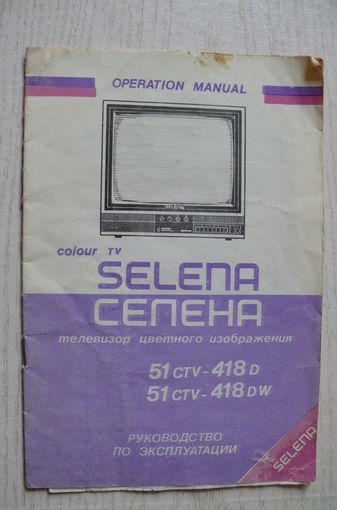 OPERATION MANUAL
SELENA
colour TV
SELENA
СЕЛЕНА
телевизор цветного изображения
51 CTV - 418 D
51 CTV - 418 DW
РУКОВОДСТВО
ПО ЭКСПЛУАТАЦИИ
SELENA